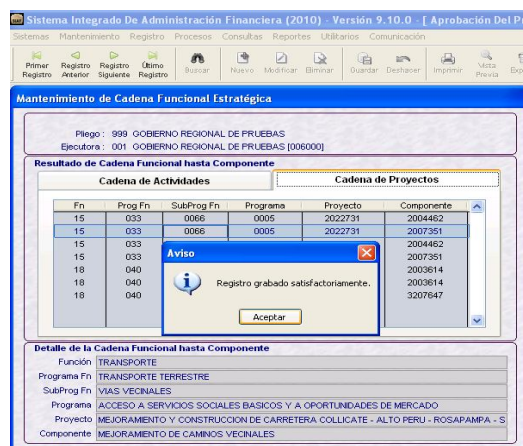 Sistema Integrado De Administración Financiera (2010) - Versión 9.10.0 - [ Aprobación Del P
Sistemas Mantenimiento Registro Procesos Consultas Reportes Utilitarios Comunicación
Primer Registro Registro Anterior Registro Siguiente Último Registro Buscar Nuevo Modificar Eliminar Guardar Deshacer Imprimir Vista Previa Exp
Mantenimiento de Cadena Funcional Estratégica
Pliego : 999 GOBIERNO REGIONAL DE PRUEBAS
Ejecutora : 001 GOBIERNO REGIONAL DE PRUEBAS [006000]
Resultado de Cadena Funcional hasta Componente
Cadena de Actividades Cadena de Proyectos
Fn Prog Fn SubProg Fn Programa Proyecto Componente
15 033 0066 0005 2022731 2004462
15 033 0066 0005 2022731 2007351
15 033 2004462
15 033 2007351
18 040 2003614
18 040 2003614
18 040 3207647
Aviso
Registro grabado satisfactoriamente.
Aceptar
Detalle de la Cadena Funcional hasta Componente
Función TRANSPORTE
Programa Fn TRANSPORTE TERRESTRE
SubProg Fn VIAS VECINALES
Programa ACCESO A SERVICIOS SOCIALES BASICOS Y A OPORTUNIDADES DE MERCADO
Proyecto MEJORAMIENTO Y CONSTRUCCION DE CARRETERA COLLICATE - ALTO PERU - ROSAPAMPA - S
Componente MEJORAMIENTO DE CAMINOS VECINALES